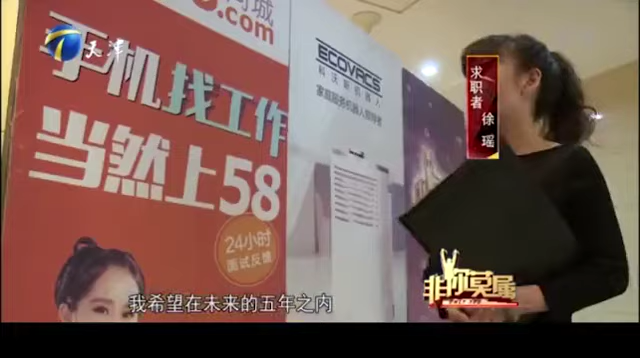 天津
同城
8.com
手机找工作
当然上58
24小时
面试反馈
ECOVACS
科沃斯机器人
家庭服务机器人领导者
求职者 徐瑶
非你莫属
我希望在未来的五年之内